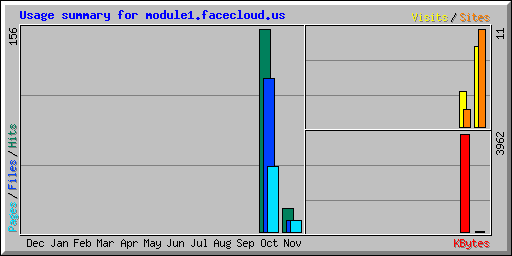 Usage summary for module1.facecloud.us
Visits / Sites
156
11
Pages / Files / Hits
3962
Dec Jan Feb Mar Apr May Jun Jul Aug Sep Oct Nov
KBytes